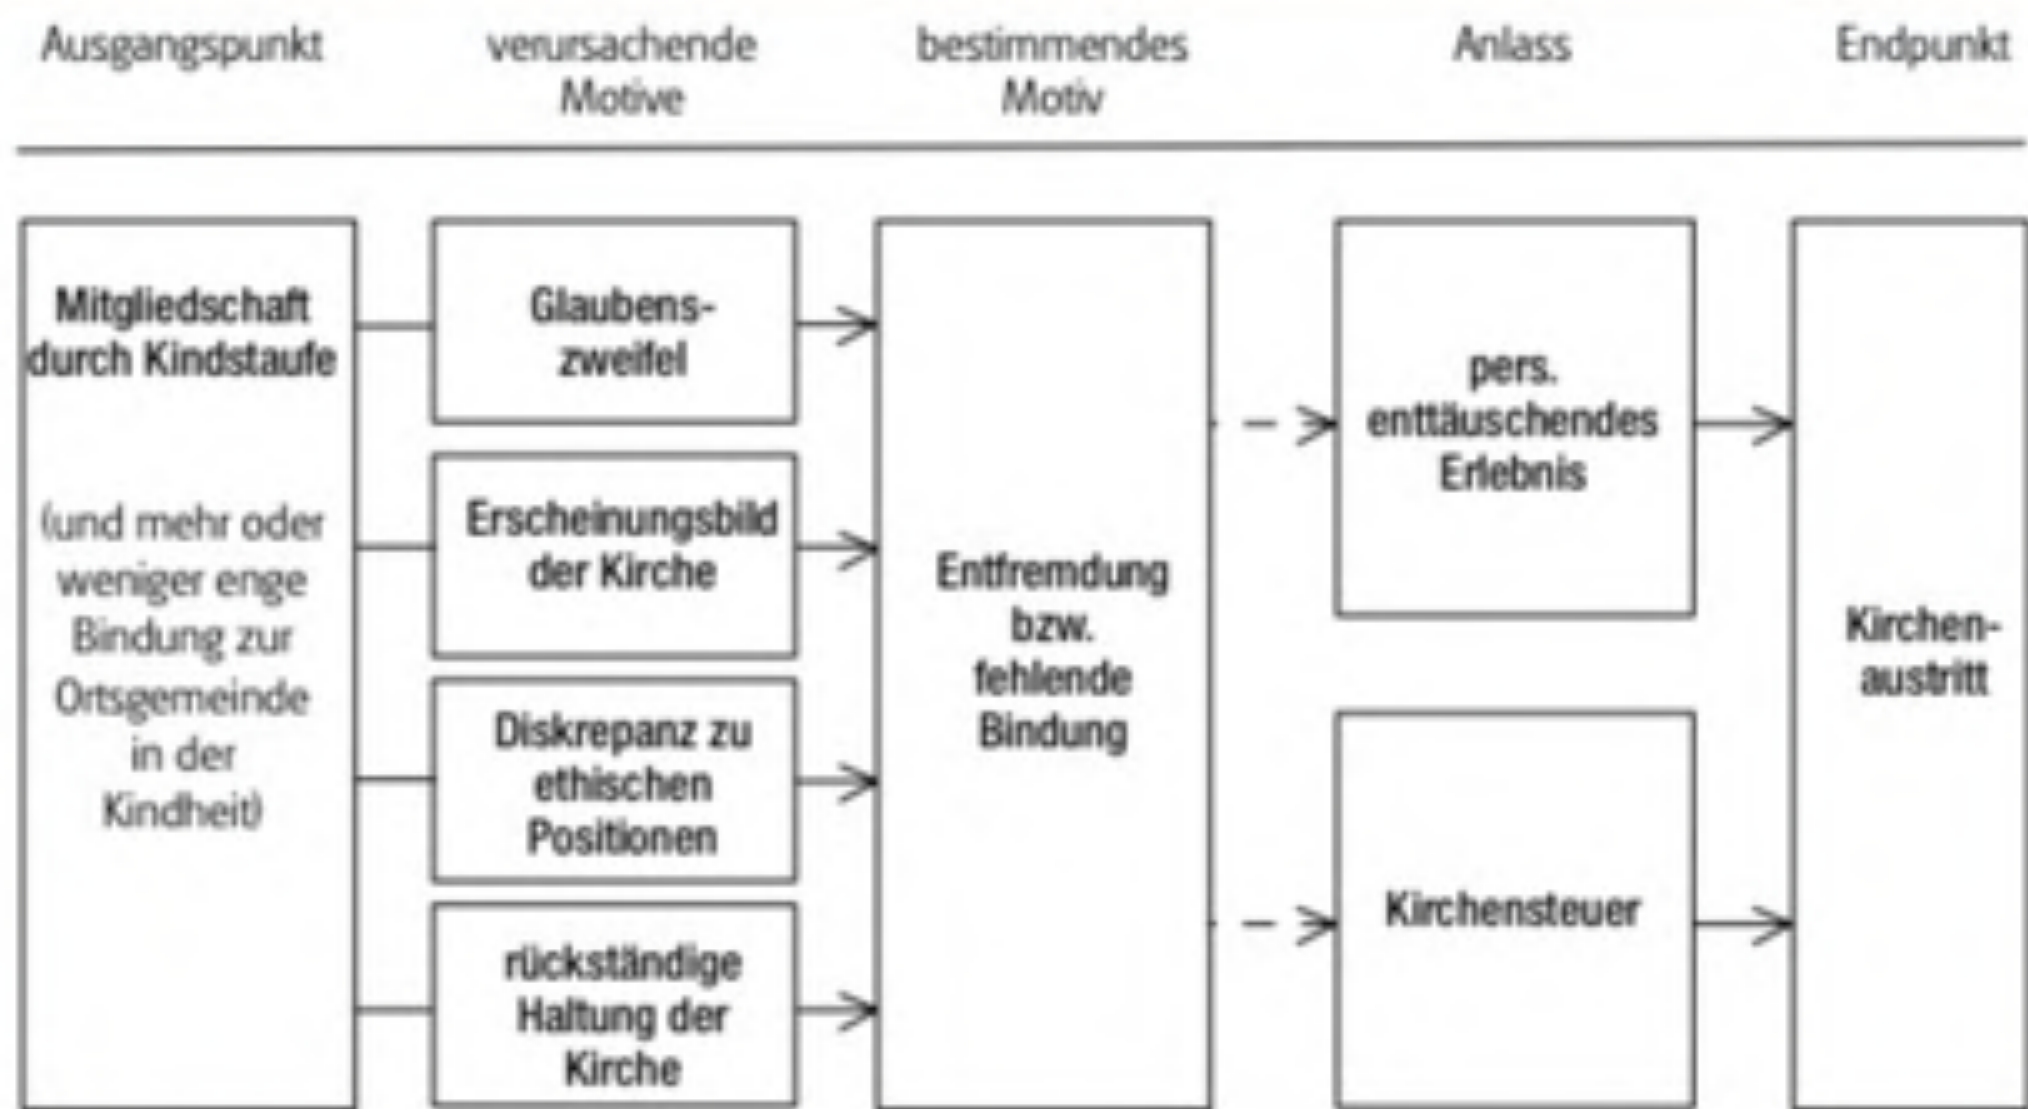 Ausgangspunkt
verursachende
Motive
bestimmendes
Motiv
Anlass
Endpunkt
Mitgliedschaft
durch Kindstaufe
(und mehr oder
weniger enge
Bindung zur
Ortsgemeinde
in der
Kindheit)
Glaubens-
zweifel
Erscheinungsbild
der Kirche
Diskrepanz zu
ethischen
Positionen
rückständige
Haltung der
Kirche
Entfremdung
bzw.
fehlende
Bindung
pers.
enttäuschendes
Erlebnis
Kirchensteuer
Kirchen-
austritt